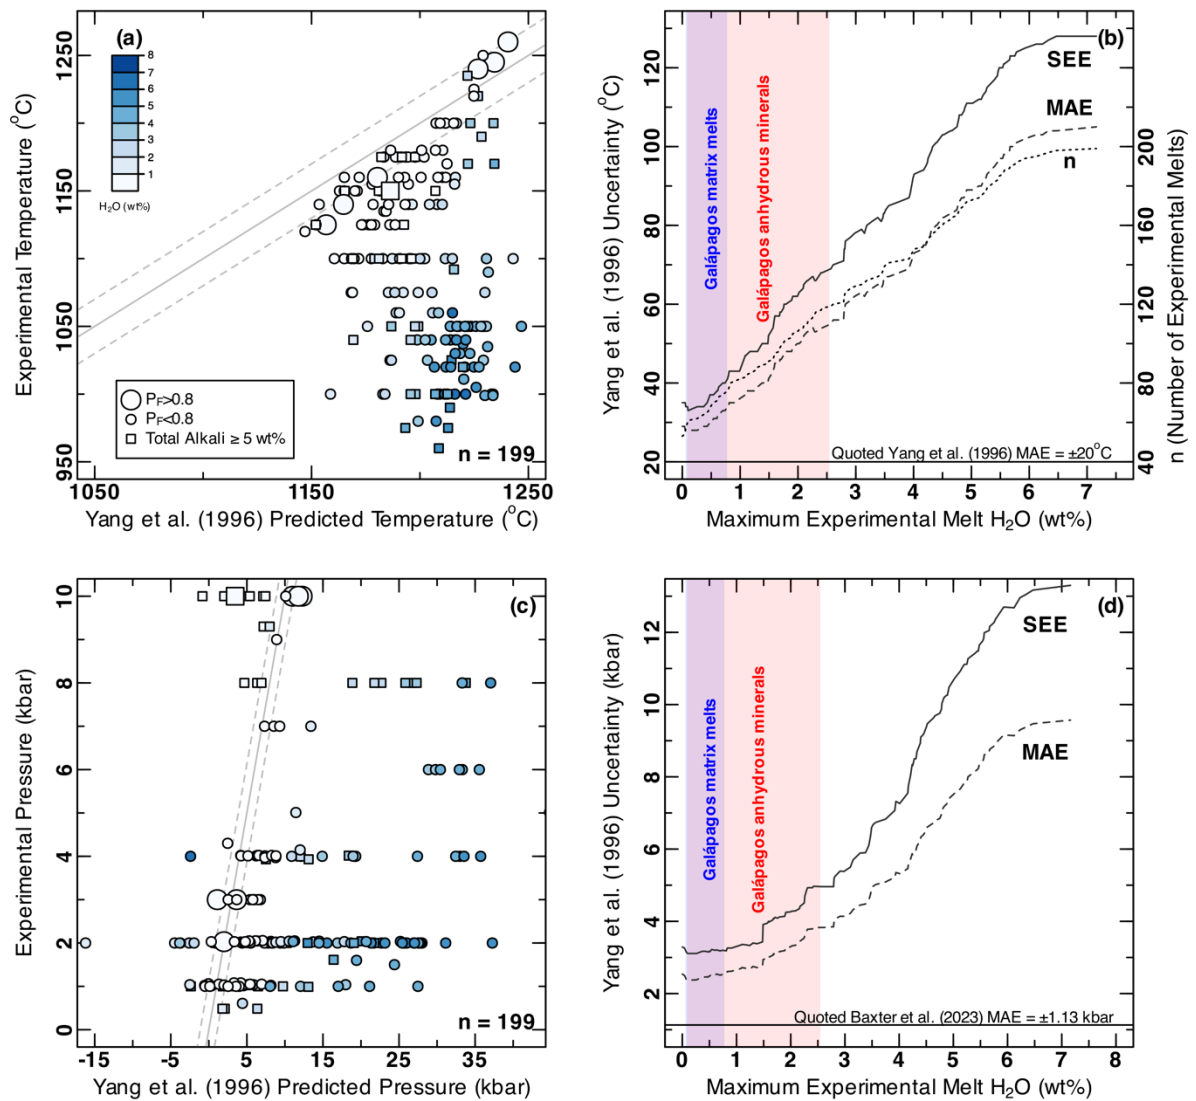 (a)
8
7
6
5
4
3
2
1
H2O (wt%)
Experimental Temperature (°C)
1250
1150
1050
950
PF>0.8
PF<0.8
Total Alkali ≥ 5 wt%
n = 199
1050
1150
1250
Yang et al. (1996) Predicted Temperature (°C)
(b)
Yang et al. (1996) Uncertainty (°C)
120
100
80
60
40
20
Galápagos matrix melts
Galápagos anhydrous minerals
SEE
MAE
n
200
160
120
80
40
n (Number of Experimental Melts)
Quoted Yang et al. (1996) MAE = ±20°C
0 1 2 3 4 5 6 7
Maximum Experimental Melt H2O (wt%)
(c)
Experimental Pressure (kbar)
10
8
6
4
2
0
n = 199
-15 -5 5 15 25 35
Yang et al. (1996) Predicted Pressure (kbar)
(d)
Yang et al. (1996) Uncertainty (kbar)
12
10
8
6
4
2
Galápagos matrix melts
Galápagos anhydrous minerals
SEE
MAE
Quoted Baxter et al. (2023) MAE = ±1.13 kbar
0 1 2 3 4 5 6 7 8
Maximum Experimental Melt H2O (wt%)